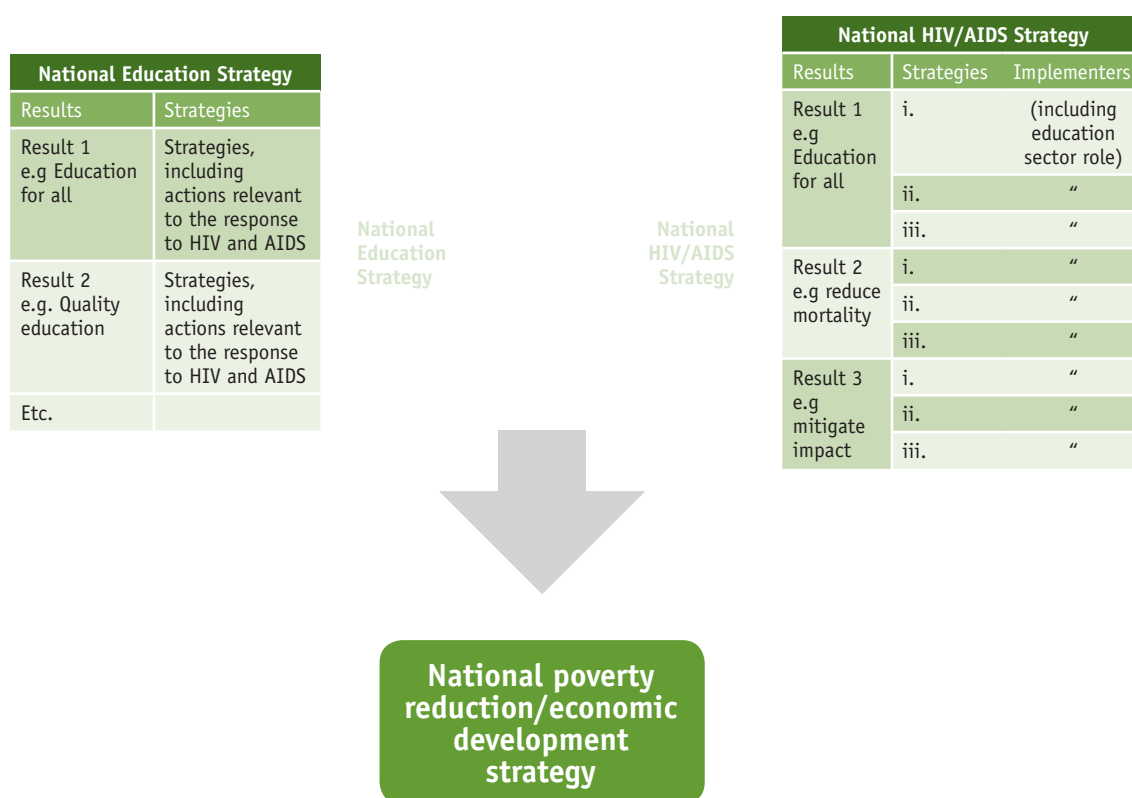 National Education Strategy
Results Strategies
Result 1
e.g Education
for all
Strategies,
including
actions relevant
to the response
to HIV and AIDS
Result 2
e.g. Quality
education
Strategies,
including
actions relevant
to the response
to HIV and AIDS
Etc.
National
Education
Strategy
National
HIV/AIDS
Strategy
National HIV/AIDS Strategy
Results Strategies Implementers
Result 1
e.g
Education
for all
i. (including
education
sector role)
ii. “
iii. “
Result 2
e.g reduce
mortality
i. “
ii. “
iii. “
Result 3
e.g
mitigate
impact
i. “
ii. “
iii. “
National poverty
reduction/economic
development
strategy